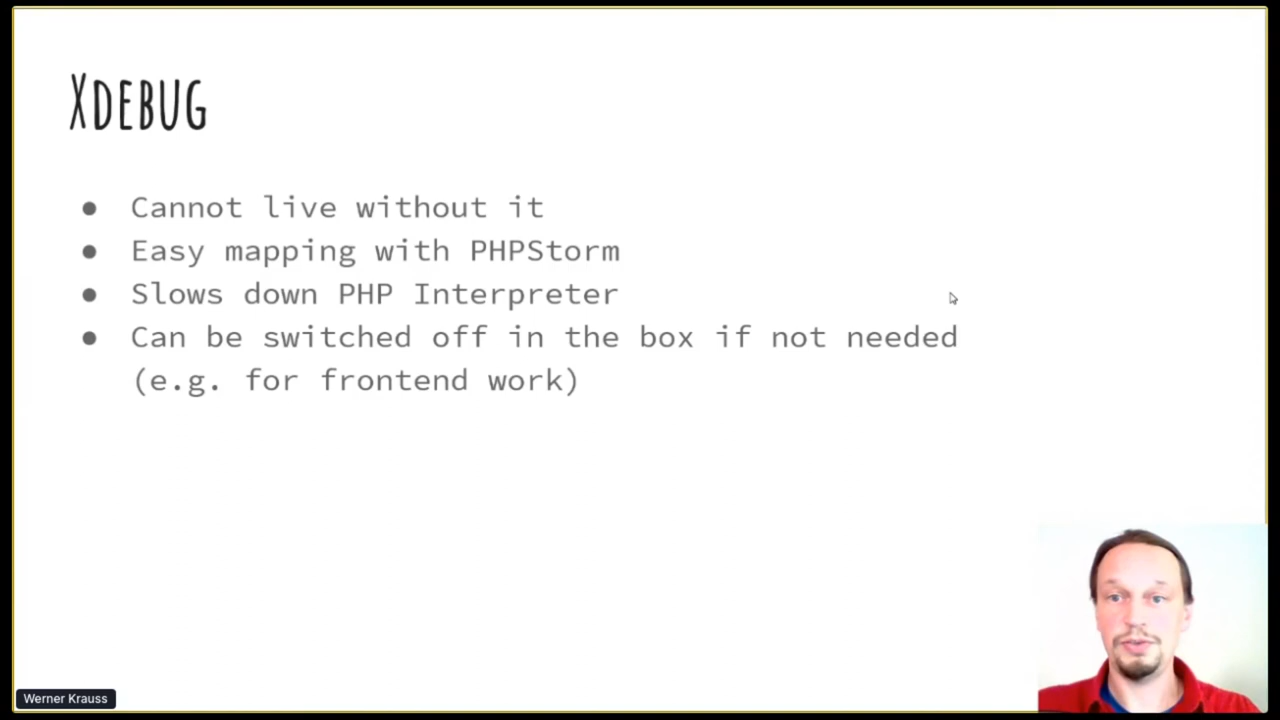 XDEBUG
● Cannot live without it
● Easy mapping with PHPStorm
● Slows down PHP Interpreter
● Can be switched off in the box if not needed
(e.g. for frontend work)
Werner Krauss